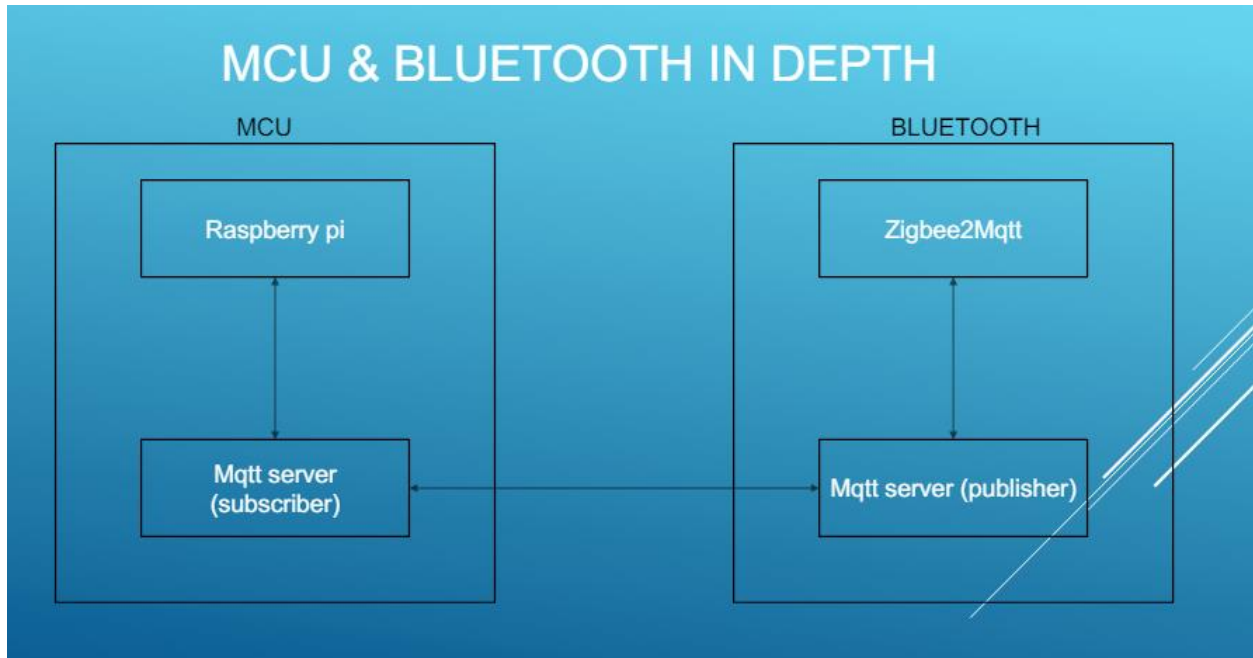 MCU & BLUETOOTH IN DEPTH
MCU
BLUETOOTH
Raspberry pi
Zigbee2Mqtt
Mqtt server
(subscriber)
Mqtt server (publisher)